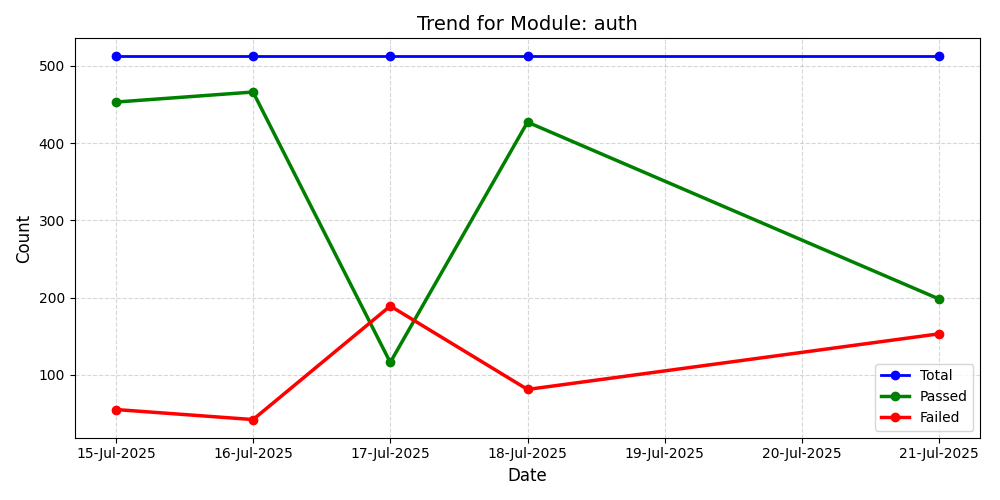 Trend for Module: auth
500
400
300
200
100
Count
15-Jul-2025
16-Jul-2025
17-Jul-2025
18-Jul-2025
19-Jul-2025
20-Jul-2025
21-Jul-2025
Date
Total
Passed
Failed